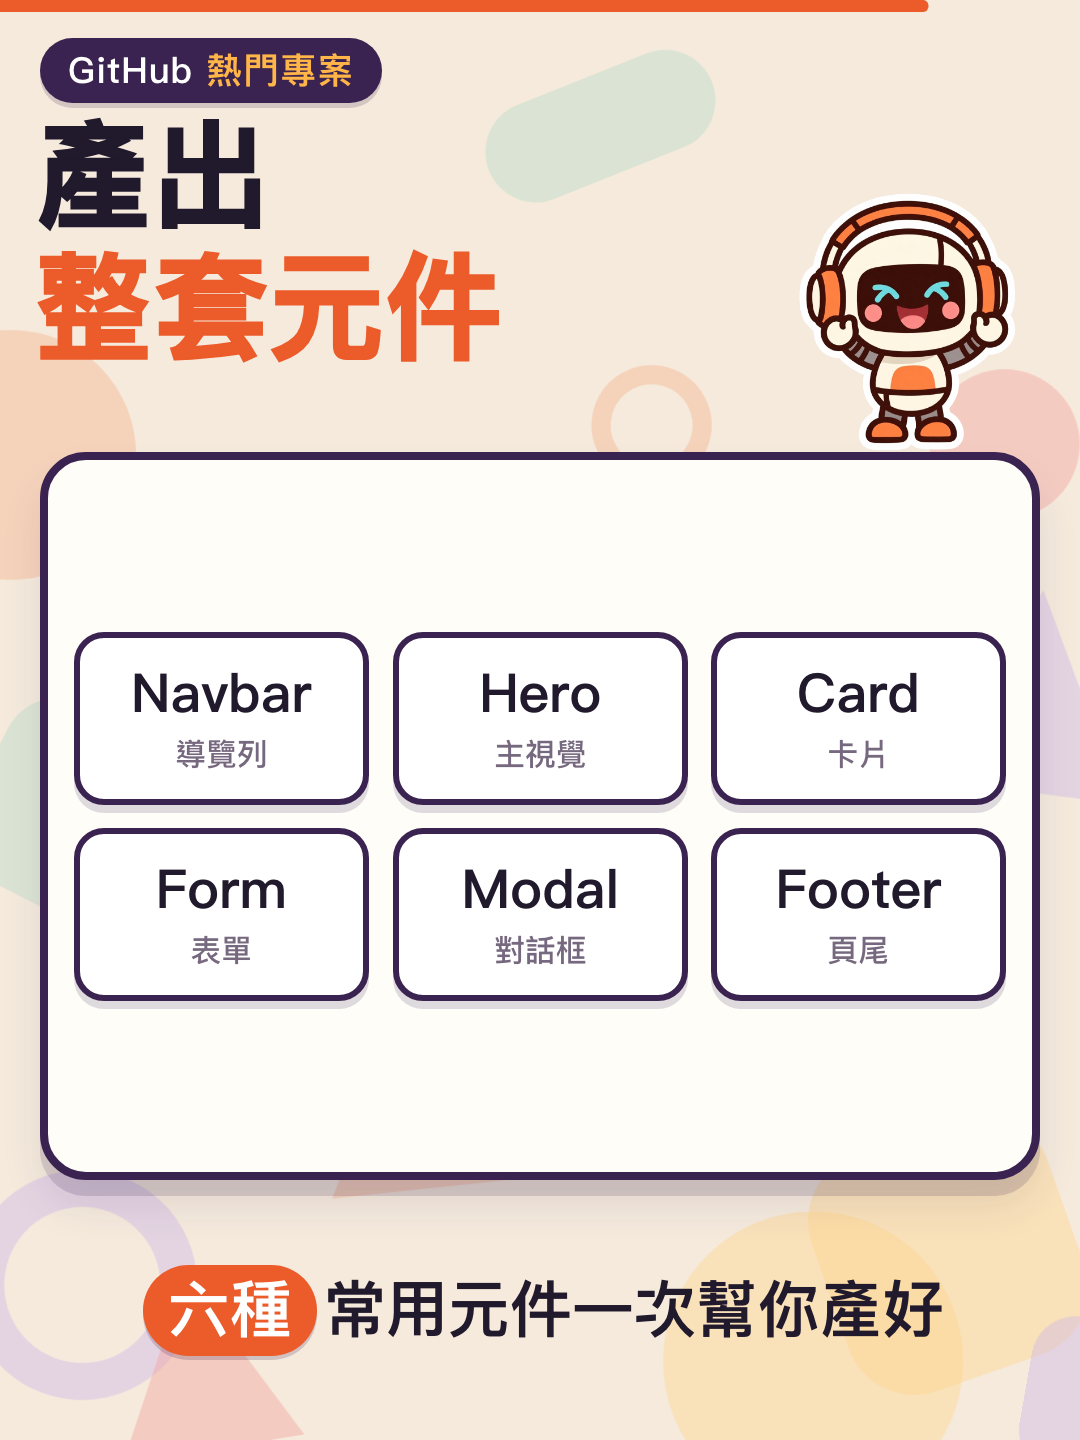 GitHub 熱門專案
產出
整套元件
Navbar
導覽列
Hero
主視覺
Card
卡片
Form
表單
Modal
對話框
Footer
頁尾
六種常用元件一次幫你產好